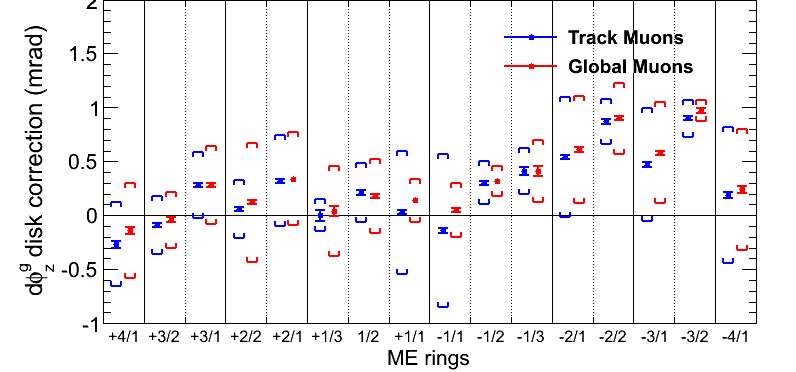 2
1.5
1
0.5
0
-0.5
-1
dϕ_z^g disk correction (mrad)
Track Muons
Global Muons
+4/1 +3/2 +3/1 +2/2 +2/1 +1/3 1/2 +1/1 -1/1 -1/2 -1/3 -2/1 -2/2 -3/1 -3/2 -4/1
ME rings